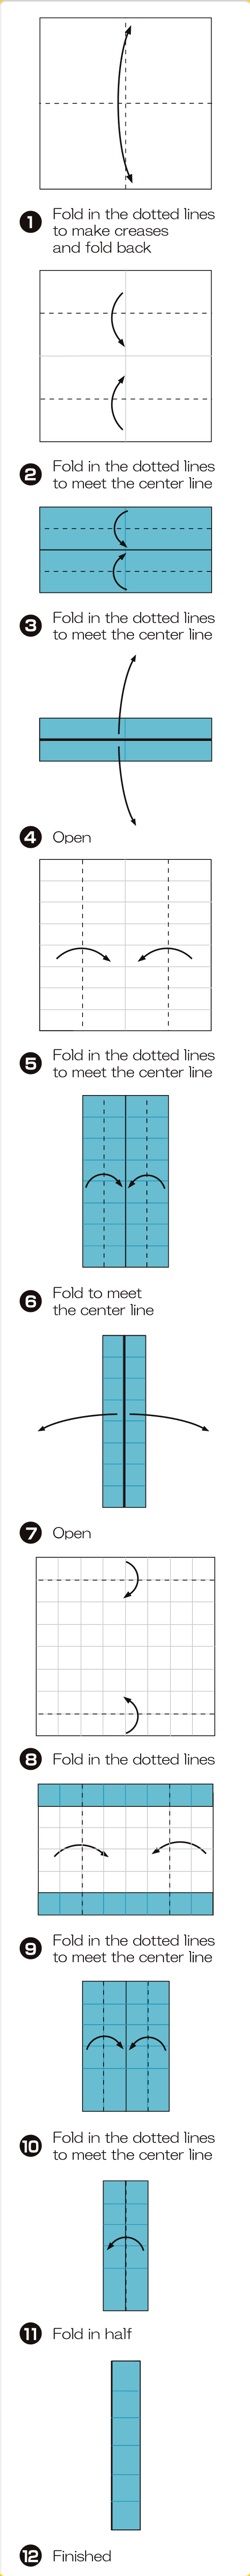 1 Fold in the dotted lines
to make creases
and fold back
2 Fold in the dotted lines
to meet the center line
3 Fold in the dotted lines
to meet the center line
4 Open
5 Fold in the dotted lines
to meet the center line
6 Fold to meet
the center line
7 Open
8 Fold in the dotted lines
9 Fold in the dotted lines
to meet the center line
10 Fold in the dotted lines
to meet the center line
11 Fold in half
12 Finished